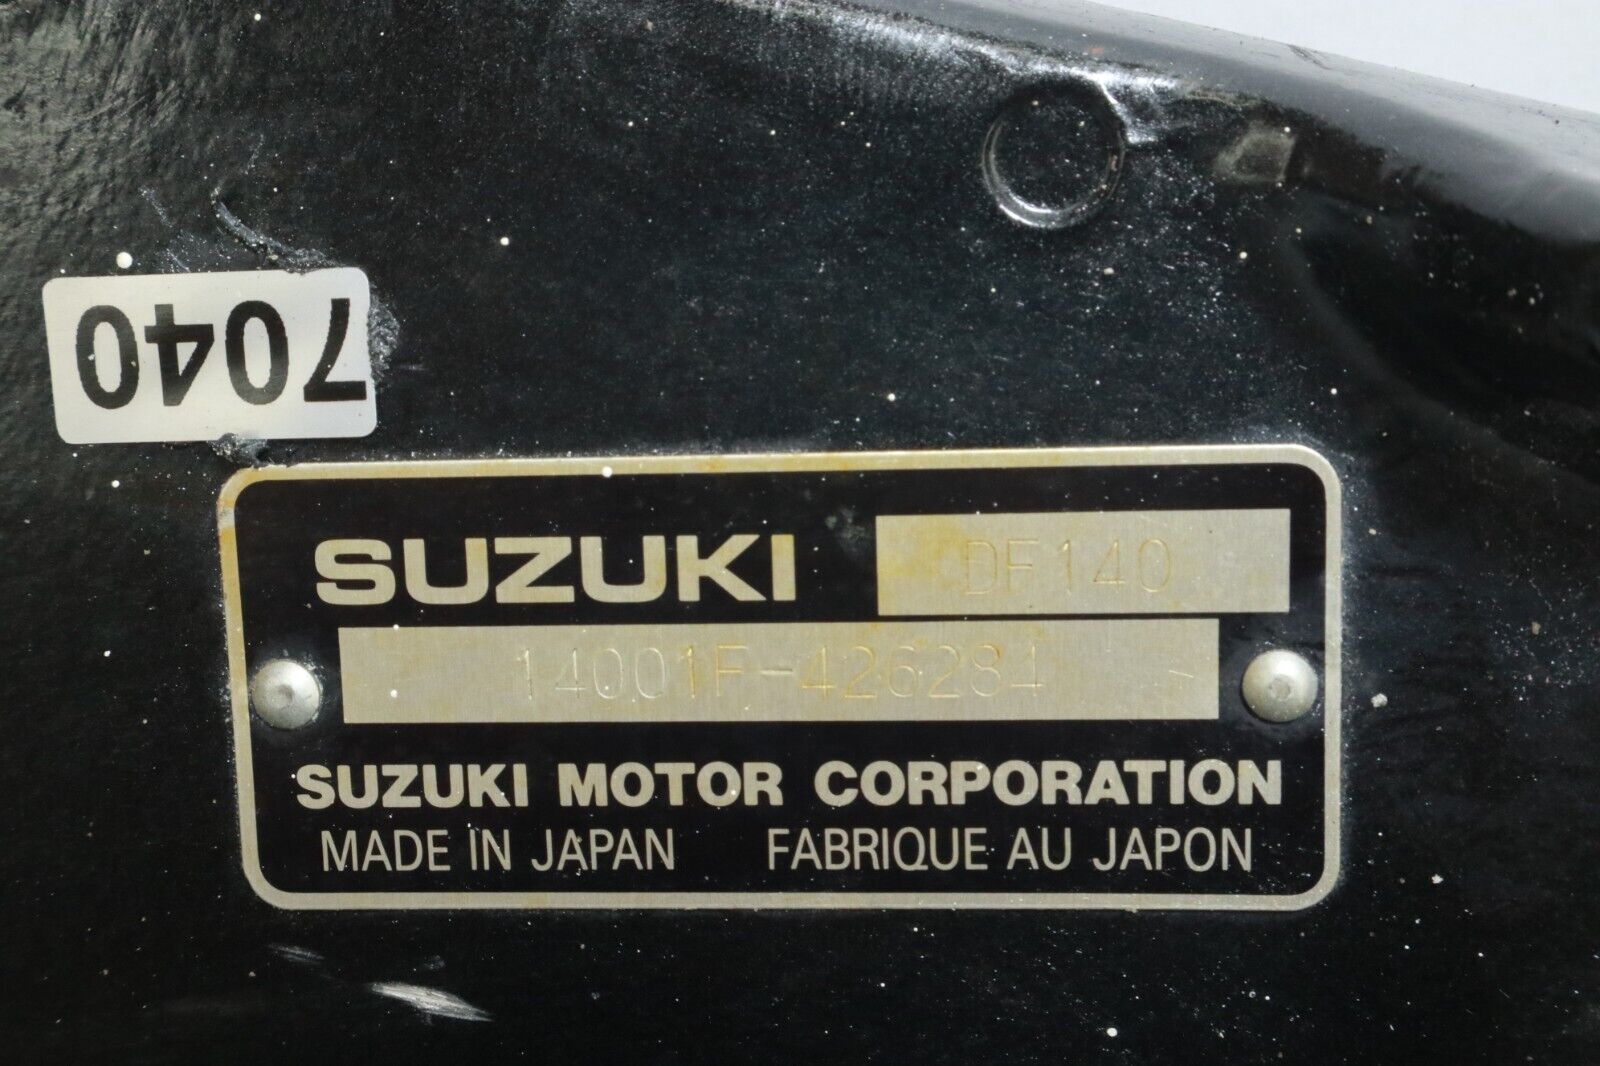 7040
SUZUKI DF140
14001F-426284
SUZUKI MOTOR CORPORATION
MADE IN JAPAN FABRIQUE AU JAPON